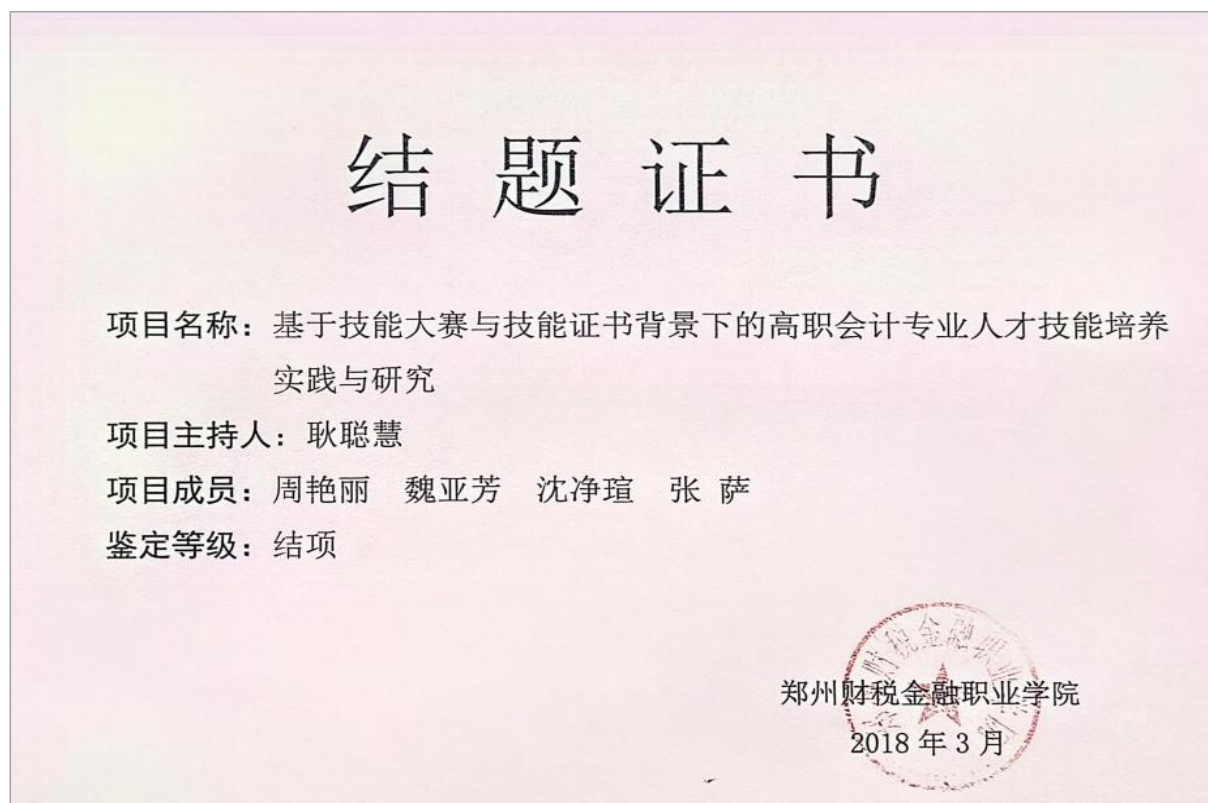 结题证书
项目名称：基于技能大赛与技能证书背景下的高职会计专业人才技能培养
实践与研究
项目主持人：耿聪慧
项目成员：周艳丽 魏亚芳 沈净瑄 张 萨
鉴定等级：结项
郑州财税金融职业学院
2018 年 3 月